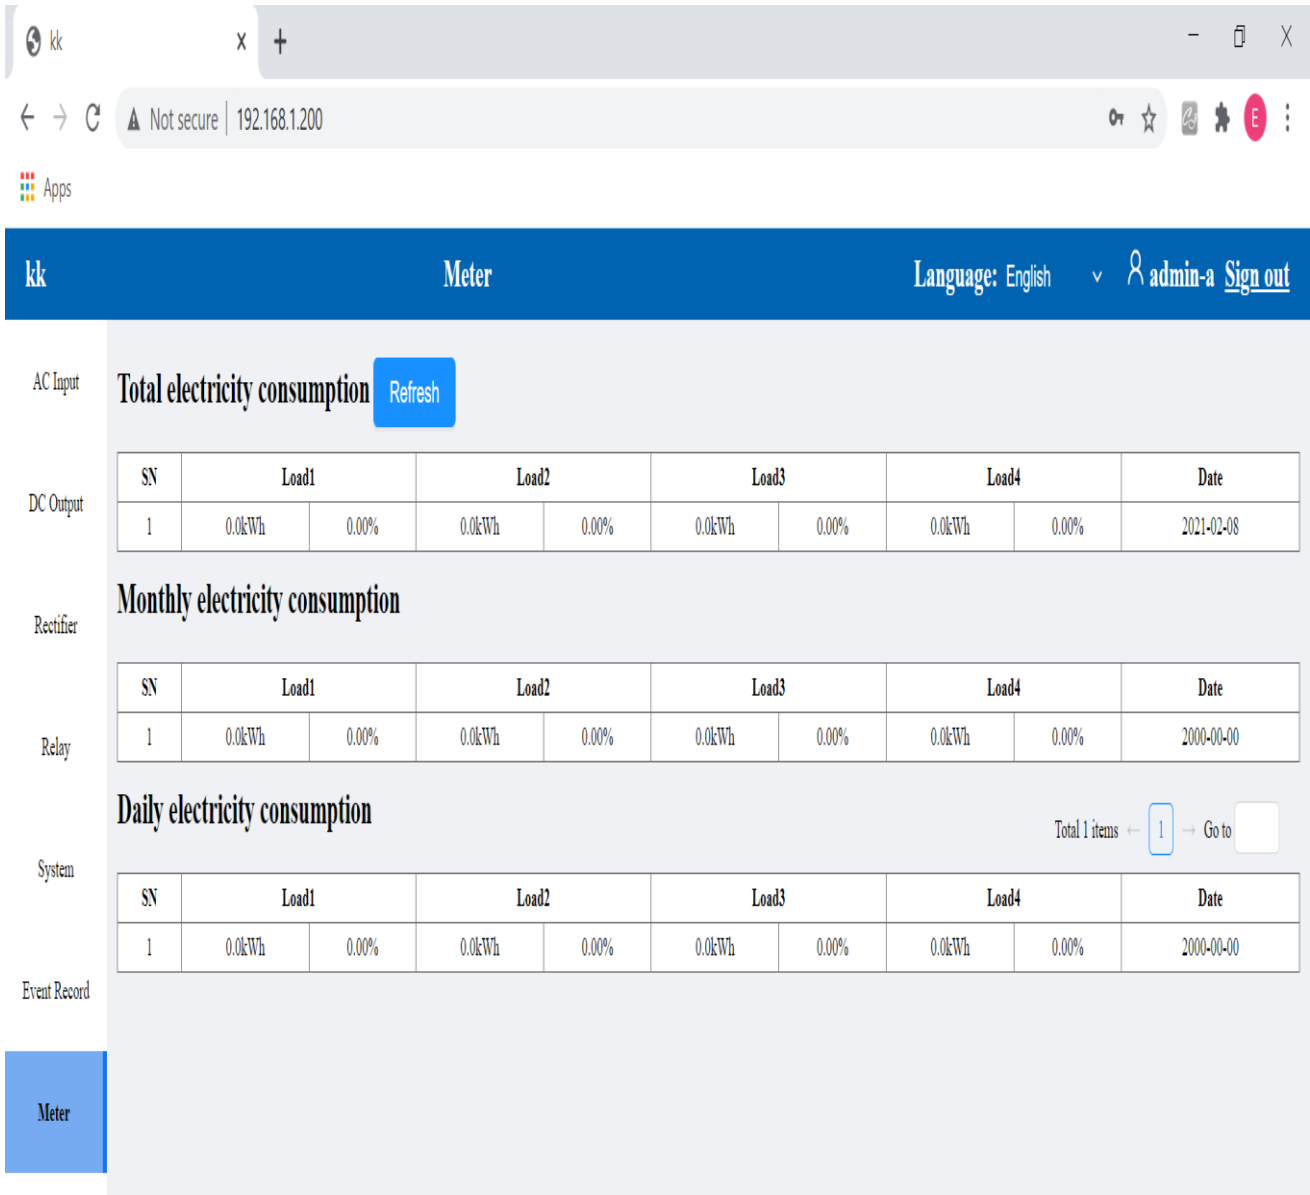 kk
Not secure 192.168.1.200
E
Apps
kk Meter Language: English admin-a Sign out
AC Input
DC Output
Rectifier
Relay
System
Event Record
Meter
Total electricity consumption Refresh
SN Load1 Load2 Load3 Load4 Date
1 0.0kWh 0.00% 0.0kWh 0.00% 0.0kWh 0.00% 0.0kWh 0.00% 2021-02-08
Monthly electricity consumption
SN Load1 Load2 Load3 Load4 Date
1 0.0kWh 0.00% 0.0kWh 0.00% 0.0kWh 0.00% 0.0kWh 0.00% 2000-00-00
Daily electricity consumption
Total 1 items ← 1 → Go to
SN Load1 Load2 Load3 Load4 Date
1 0.0kWh 0.00% 0.0kWh 0.00% 0.0kWh 0.00% 0.0kWh 0.00% 2000-00-00